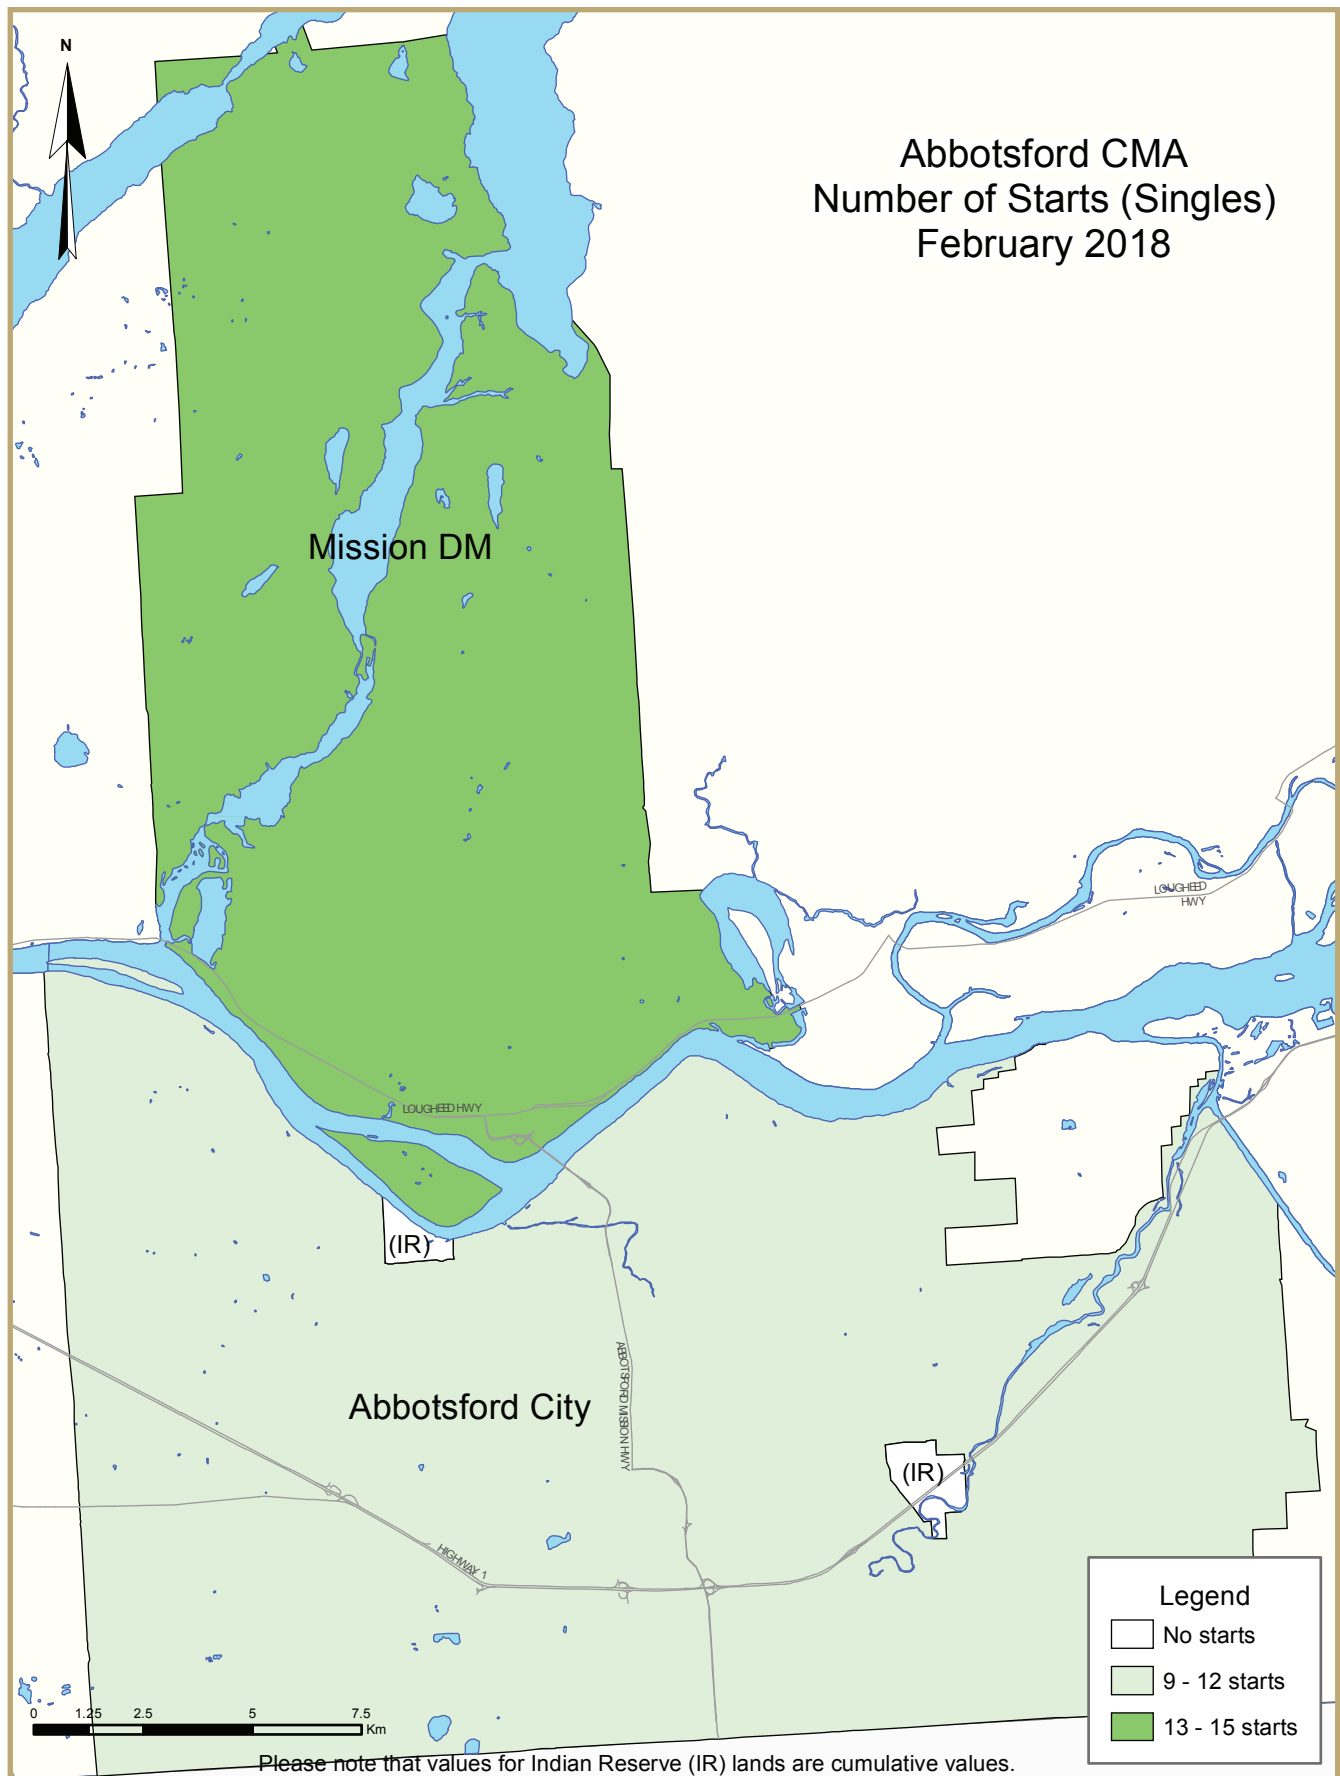 N
Abbotsford CMA
Number of Starts (Singles)
February 2018
Mission DM
LOUGHEED
HWY
LOUGHEED HWY
(IR)
ABBOTSFORD MISSION HWY
Abbotsford City
(IR)
HIGHWAY 1
Legend
No starts
9 - 12 starts
13 - 15 starts
0 1.25 2.5 5 7.5
Km
Please note that values for Indian Reserve (IR) lands are cumulative values.